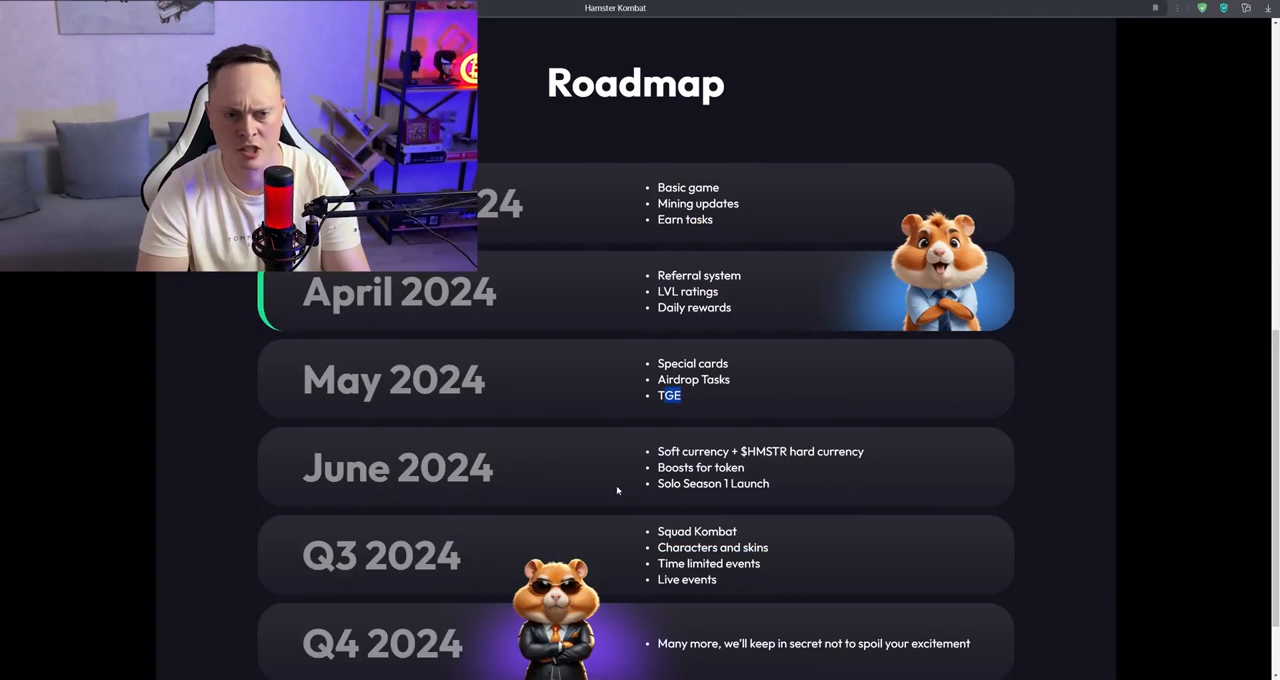 Hamster Kombat
Roadmap
24
Basic game
Mining updates
Earn tasks
April 2024
Referral system
LVL ratings
Daily rewards
May 2024
Special cards
Airdrop Tasks
TGE
June 2024
Soft currency + $HMSTR hard currency
Boosts for token
Solo Season 1 Launch
Q3 2024
Squad Kombat
Characters and skins
Time limited events
Live events
Q4 2024
Many more, we'll keep in secret not to spoil your excitement